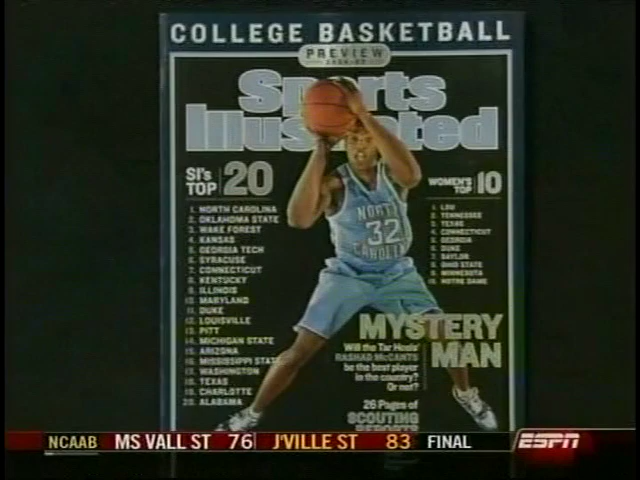 COLLEGE BASKETBALL
PREVIEW
Sports
Illustrated
SI's
TOP 20
1. NORTH CAROLINA
2. OKLAHOMA STATE
3. WAKE FOREST
4. KANSAS
5. GEORGIA TECH
6. SYRACUSE
7. CONNECTICUT
8. KENTUCKY
9. ILLINOIS
10. MARYLAND
11. DUKE
12. LOUISVILLE
13. PITT
14. MICHIGAN STATE
15. ARIZONA
16. MISSISSIPPI STATE
17. WASHINGTON
18. TEXAS
19. CHARLOTTE
20. ALABAMA
WOMEN'S
TOP 10
1. LSU
2. TENNESSEE
3. TEXAS
4. CONNECTICUT
5. GEORGIA
6. DUKE
7. BAYLOR
8. OHIO STATE
9. MINNESOTA
10. NOTRE DAME
NORTH
32
CAROLINA
MYSTERY
MAN
Will the Tar Heels'
RASHAD McCANTS
be the best player
in the country?
Or not?
26 Pages of
SCOUTING
REPORTS
NCAAB MS VALL ST 76 J'VILLE ST 83 FINAL ESPN